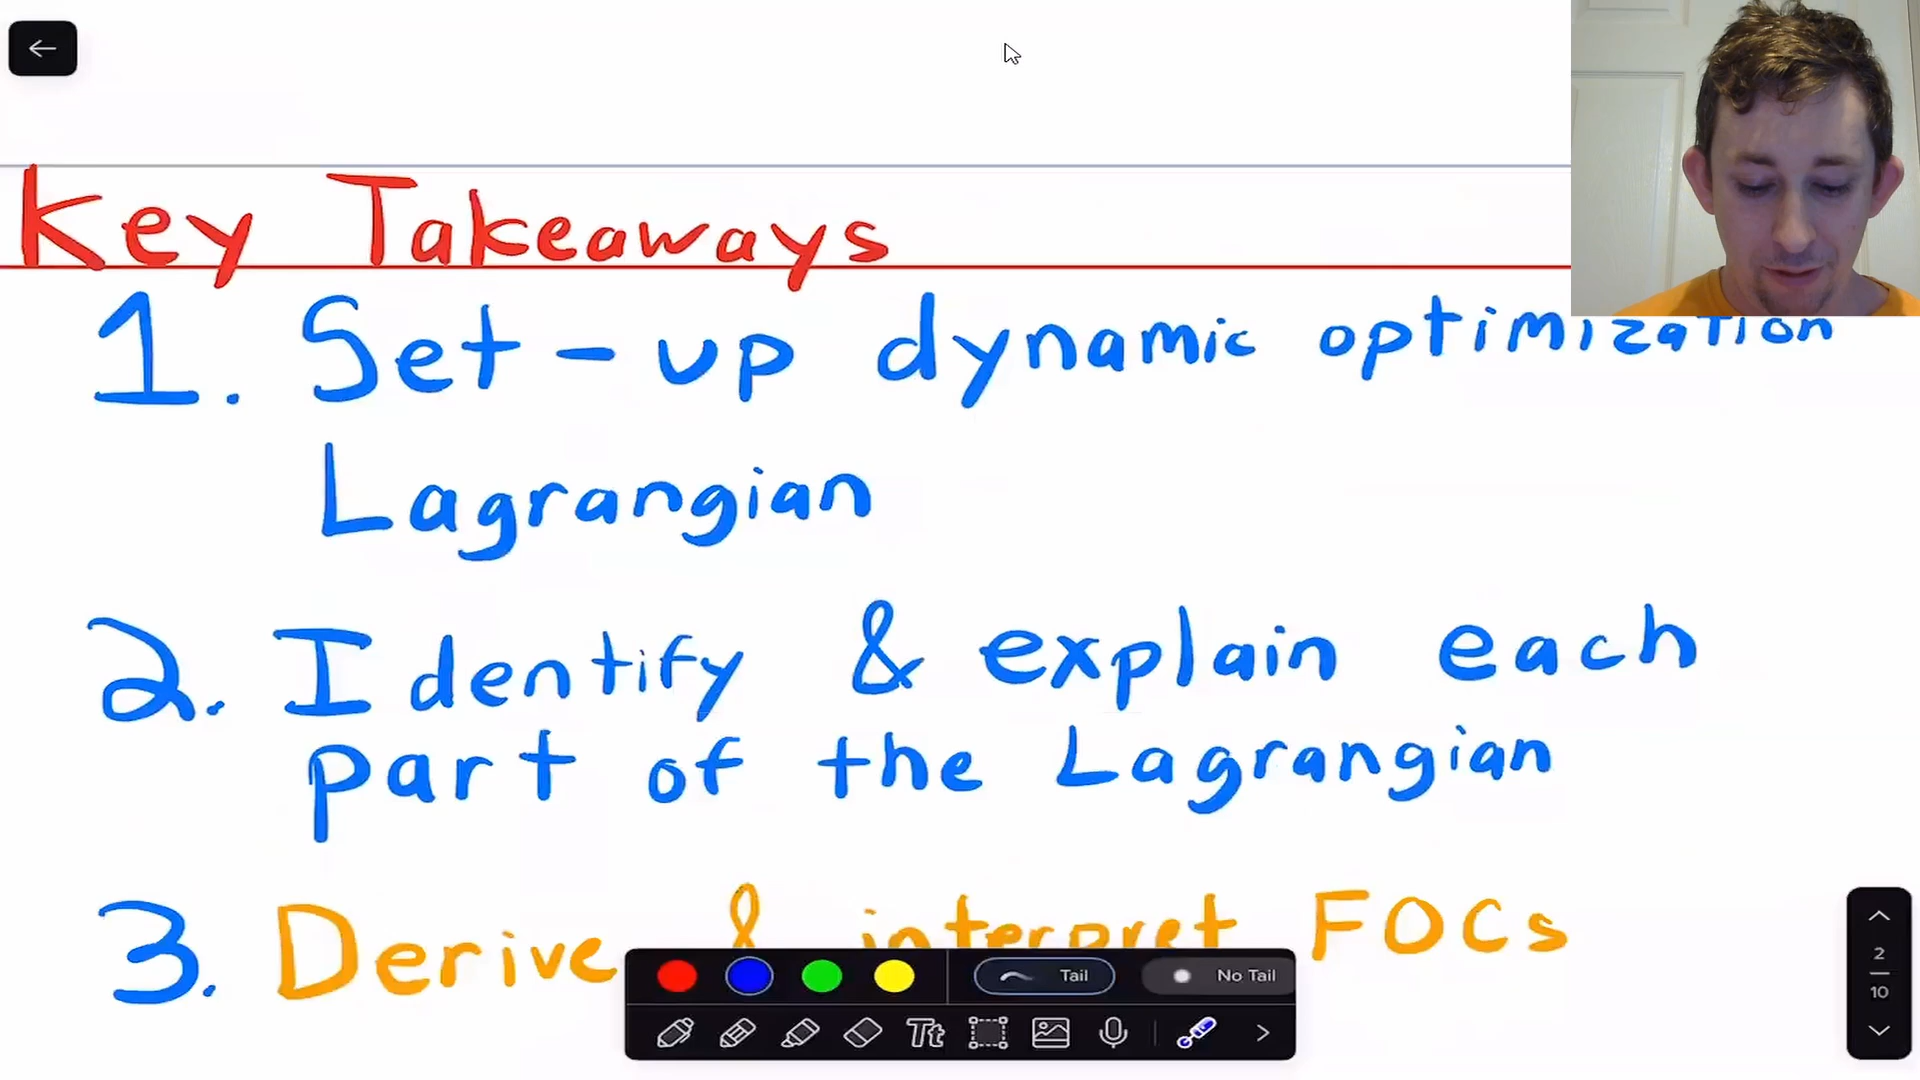 Key Takeaways
1. Set-up dynamic optimization
Lagrangian
2. Identify & explain each
part of the Lagrangian
3. Derive & interpret FOCs
Tail No Tail
Tt
2
10